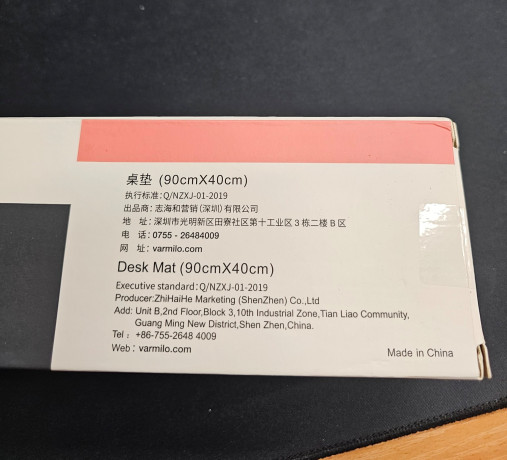 桌垫 (90cmX40cm)
执行标准:Q/NZXJ-01-2019
出品商:志海和营销(深圳)有限公司
地 址:深圳市光明新区田寮社区第十工业区3栋二楼B区
电 话:0755-26484009
网 址:varmilo.com
Desk Mat (90cmX40cm)
Executive standard:Q/NZXJ-01-2019
Producer:ZhiHaiHe Marketing (ShenZhen) Co.,Ltd
Add: Unit B,2nd Floor,Block 3,10th Industrial Zone,Tian Liao Community,
Guang Ming New District,Shen Zhen,China.
Tel : +86-755-2648 4009
Web : varmilo.com
Made in China